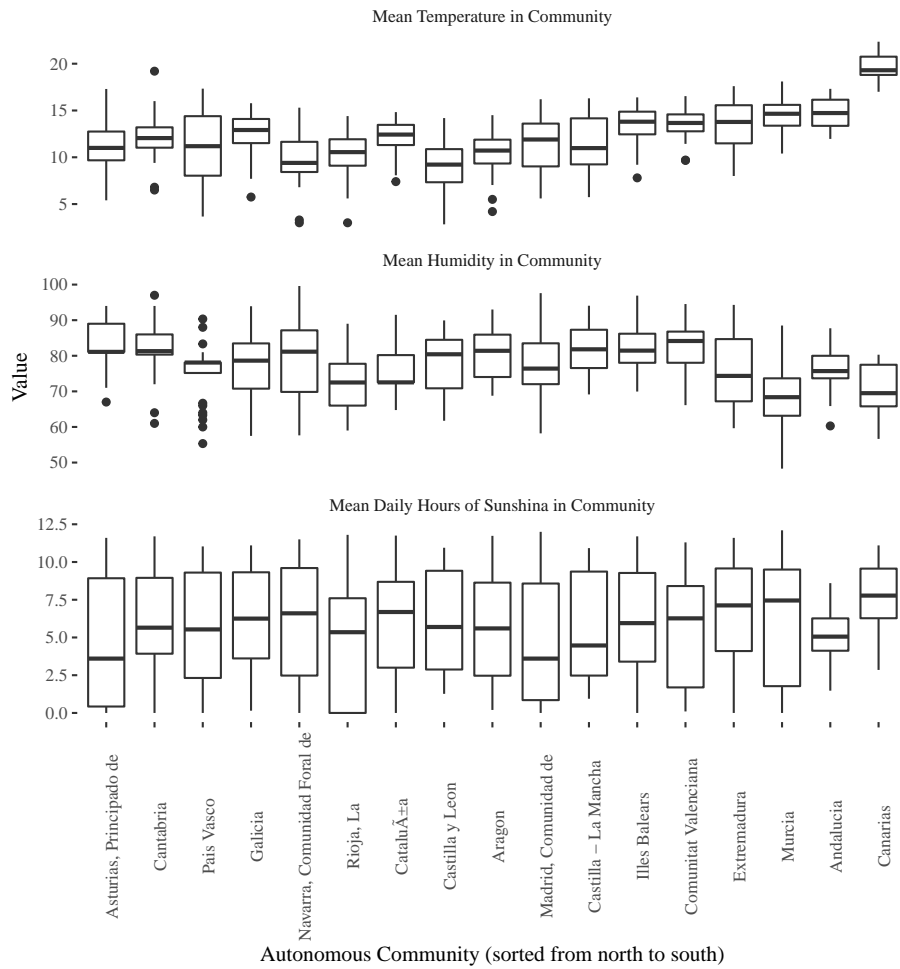 Mean Temperature in Community
20
15
10
5
Mean Humidity in Community
100
90
80
70
60
50
Value
Mean Daily Hours of Sunshina in Community
12.5
10.0
7.5
5.0
2.5
0.0
Asturias, Principado de
Cantabria
Pais Vasco
Galicia
Navarra, Comunidad Foral de
Rioja, La
CataluÃ±a
Castilla y Leon
Aragon
Madrid, Comunidad de
Castilla − La Mancha
Illes Balears
Comunitat Valenciana
Extremadura
Murcia
Andalucia
Canarias
Autonomous Community (sorted from north to south)